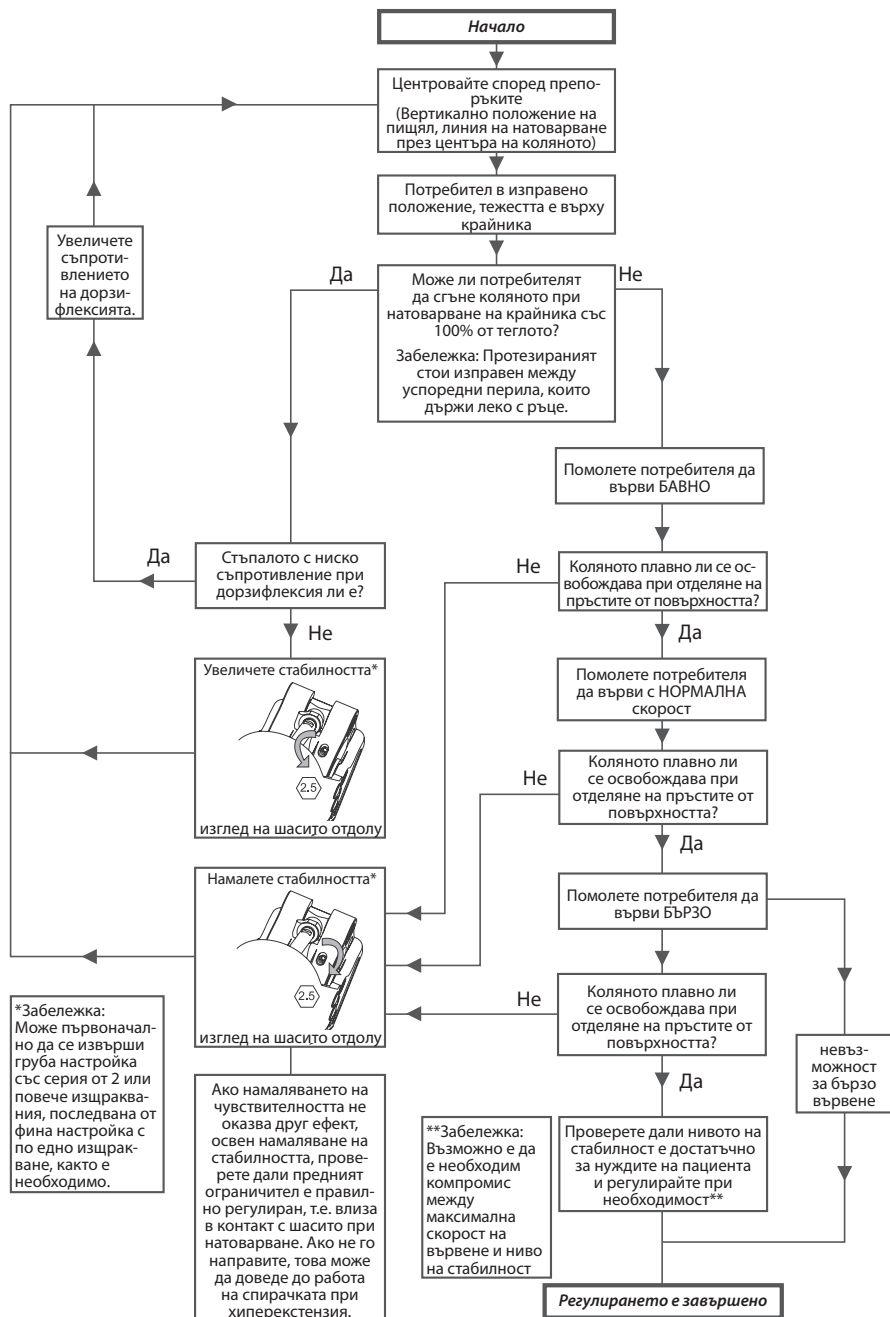 Начало
Центровайте според препо-
ръките
(Вертикално положение на
пищял, линия на натоварване
през центъра на коляното)
Потребител в изправено
положение, тежестта е върху
крайника
Увеличете
съпроти-
влението
на дорзи-
флексията.
Да
Може ли потребителят
да сгъне коляното при
натоварване на крайника със
100% от теглото?
Забележка: Протезираният
стои изправен между
успоредни перила, които
държи леко с ръце.
Не
Помолете потребителя да
върви БАВНО
Да
Стъпалото с ниско
съпротивление при
дорзифлексия ли е?
Не
Не
Коляното плавно ли се ос-
вобождава при отделяне на
пръстите от повърхността?
Да
Увеличете стабилността*
2.5
изглед на шасито отдолу
Помолете потребителя
да върви с НОРМАЛНА
скорост
Не
Коляното плавно ли
се освобождава при
отделяне на пръстите от
повърхността?
Да
Намалете стабилността*
2.5
изглед на шасито отдолу
Помолете потребителя да
върви БЪРЗО
Не
Коляното плавно ли
се освобождава при
отделяне на пръстите от
повърхността?
Да
невъз-
можност
за бързо
вървене
*Забележка:
Може първоначал-
но да се извърши
груба настройка
със серия от 2 или
повече изщраква-
ния, последвана от
фина настройка с
по едно изщрак-
ване, както е
необходимо.
Ако намаляването на
чувствителността не
оказва друг ефект,
освен намаляване на
стабилността, прове-
рете дали предният
ограничител е правил-
но регулиран, т.е. влиза
в контакт с шасито при
натоварване. Ако не го
направите, това може
да доведе до работа
на спирачката при
хиперекстензия.
**Забележка:
Възможно е да
е необходим
компромис
между
максимална
скорост на
вървене и ниво
на стабилност
Проверете дали нивото на
стабилност е достатъчно
за нуждите на пациента
и регулирайте при
необходимост**
Регулирането е завършено